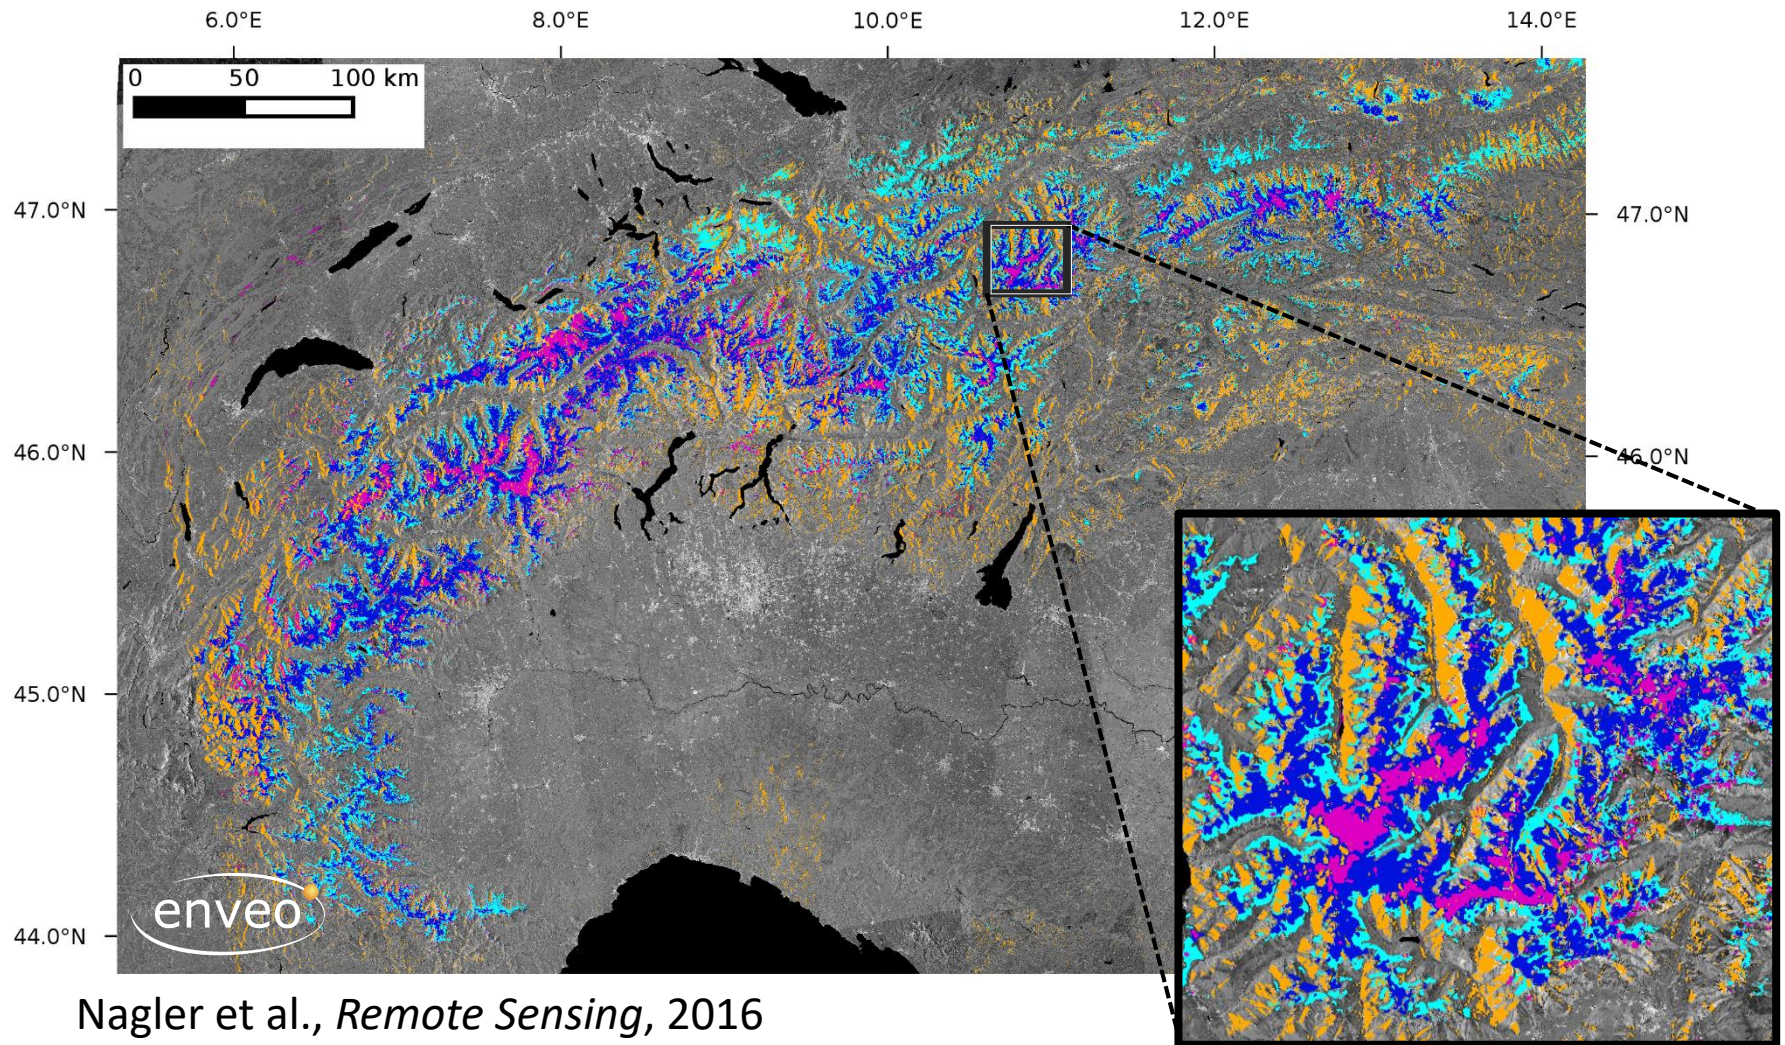 6.0°E 8.0°E 10.0°E 12.0°E 14.0°E
0 50 100 km
47.0°N 47.0°N
46.0°N 46.0°N
45.0°N
44.0°N
enveo
Nagler et al., Remote Sensing, 2016